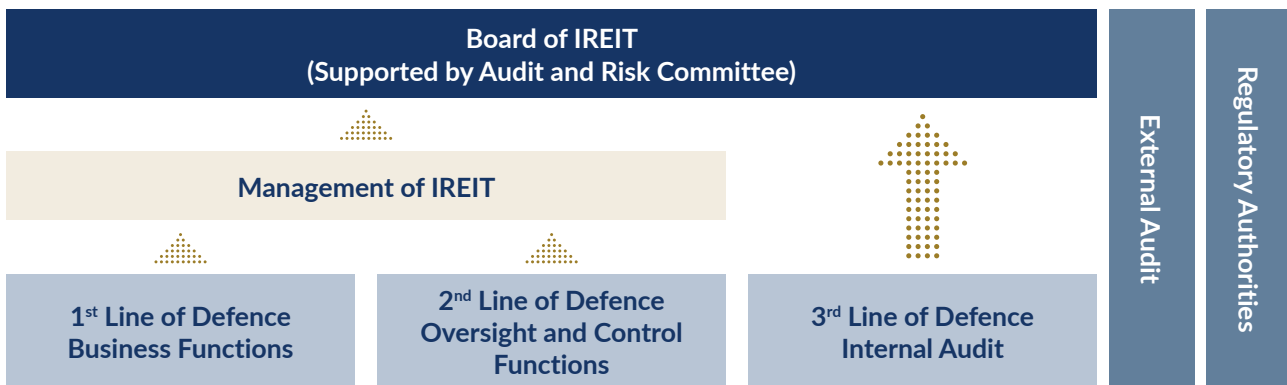 Board of IREIT
(Supported by Audit and Risk Committee)
Management of IREIT
1st Line of Defence
Business Functions
2nd Line of Defence
Oversight and Control
Functions
3rd Line of Defence
Internal Audit
External Audit
Regulatory Authorities